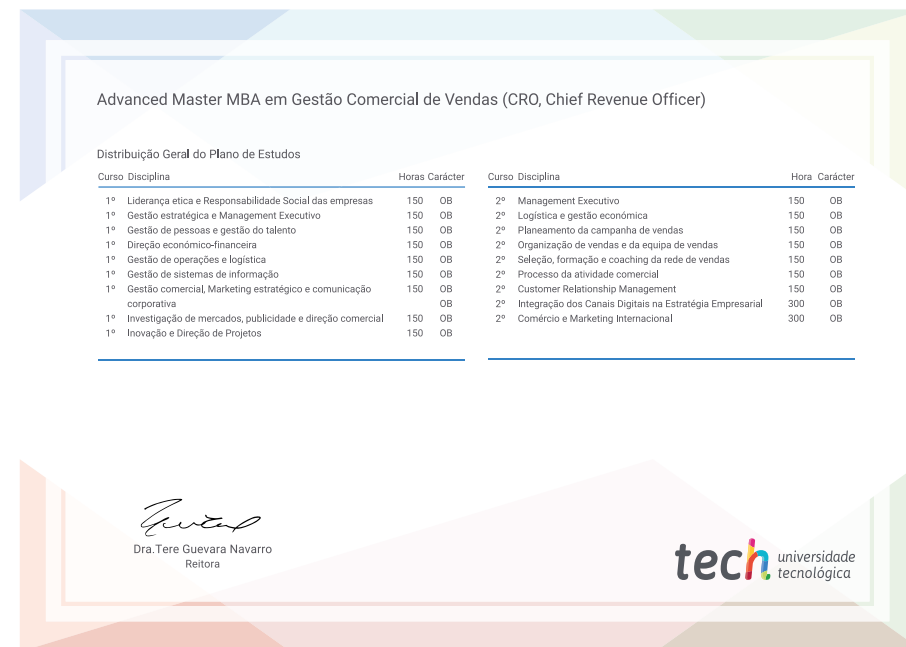 Advanced Master MBA em Gestão Comercial de Vendas (CRO, Chief Revenue Officer)
Distribuição Geral do Plano de Estudos
Curso Disciplina Horas Carácter
1º Liderança etica e Responsabilidade Social das empresas 150 OB
1º Gestão estratégica e Management Executivo 150 OB
1º Gestão de pessoas e gestão do talento 150 OB
1º Direção económico-financeira 150 OB
1º Gestão de operações e logística 150 OB
1º Gestão de sistemas de informação 150 OB
1º Gestão comercial, Marketing estratégico e comunicação 150 OB
corporativa OB
1º Investigação de mercados, publicidade e direção comercial 150 OB
1º Inovação e Direção de Projetos 150 OB
Curso Disciplina Hora Carácter
2º Management Executivo 150 OB
2º Logística e gestão económica 150 OB
2º Planeamento da campanha de vendas 150 OB
2º Organização de vendas e da equipa de vendas 150 OB
2º Seleção, formação e coaching da rede de vendas 150 OB
2º Processo da atividade comercial 150 OB
2º Customer Relationship Management 150 OB
2º Integração dos Canais Digitais na Estratégia Empresarial 300 OB
2º Comércio e Marketing Internacional 300 OB
Dra.Tere Guevara Navarro
Reitora
tech universidade
tecnológica